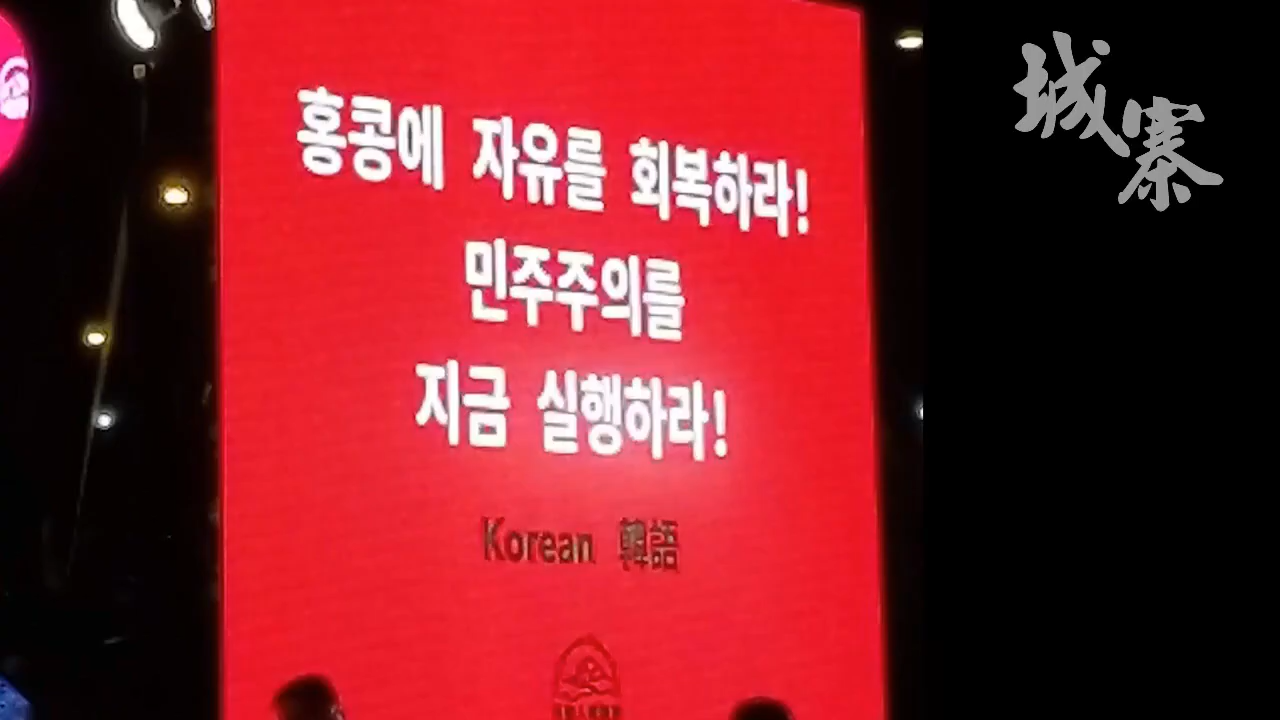 홍콩에 자유를 회복하라!
민주주의를
지금 실행하라!
Korean 韓語
城寨